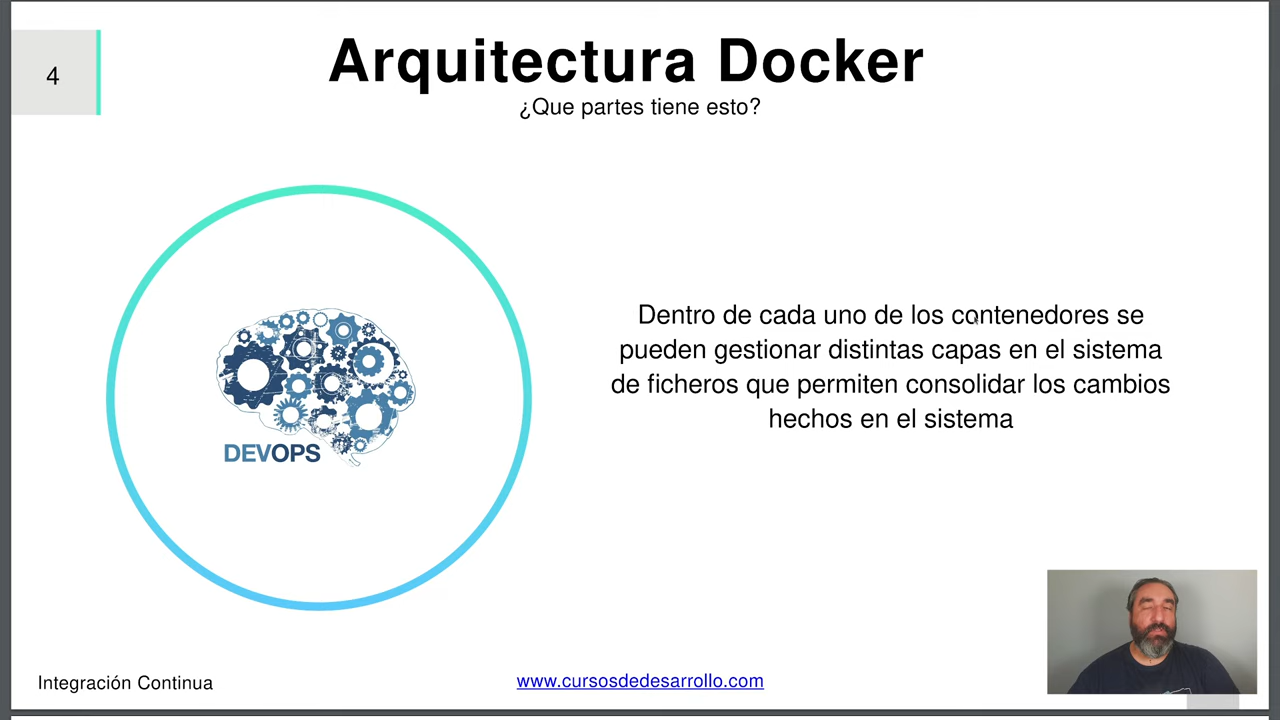 4
Arquitectura Docker
¿Que partes tiene esto?
Dentro de cada uno de los contenedores se
pueden gestionar distintas capas en el sistema
de ficheros que permiten consolidar los cambios
hechos en el sistema
DEVOPS
Integración Continua
www.cursosdedesarrollo.com